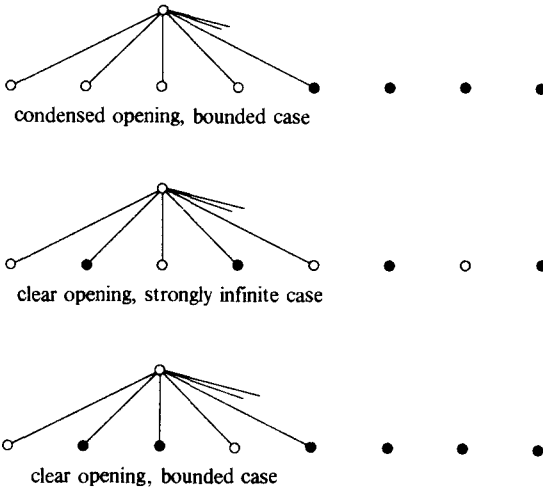 condensed opening, bounded case
clear opening, strongly infinite case
clear opening, bounded case